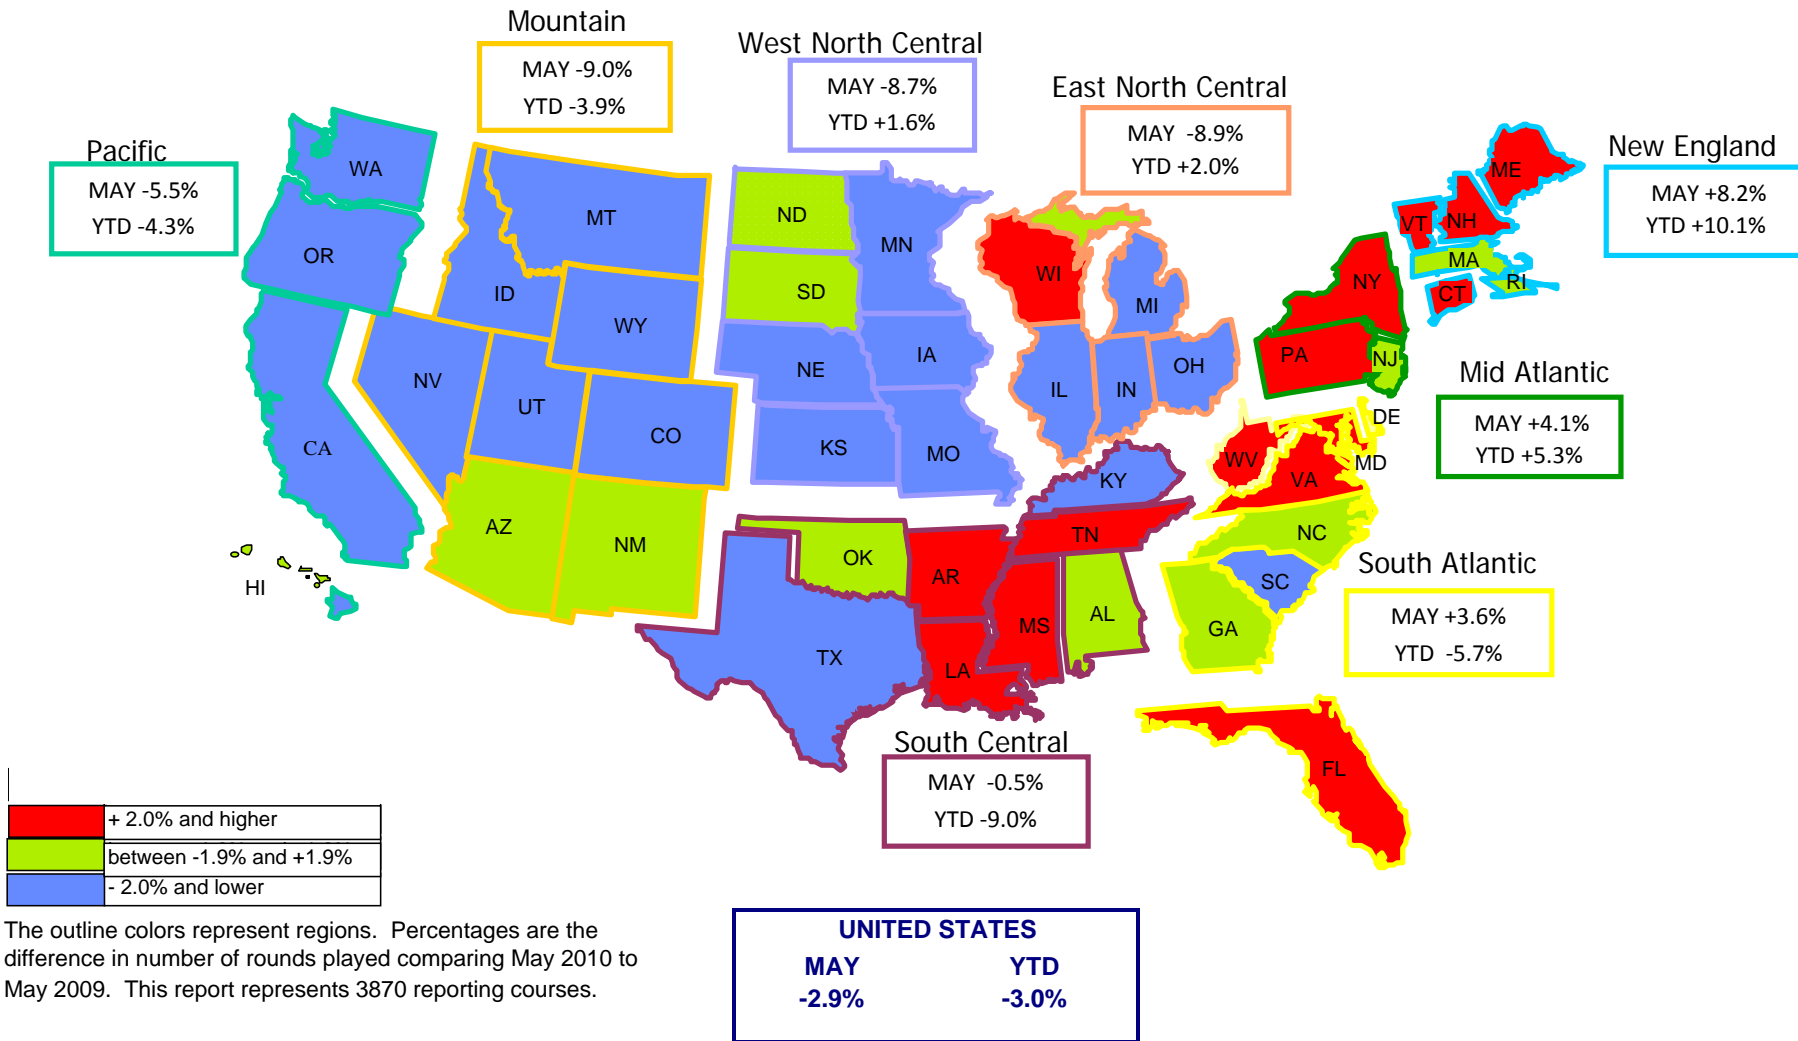 Mountain
MAY -9.0%
YTD -3.9%
West North Central
MAY -8.7%
YTD +1.6%
East North Central
MAY -8.9%
YTD +2.0%
Pacific
MAY -5.5%
YTD -4.3%
New England
MAY +8.2%
YTD +10.1%
WA
OR
CA
HI
MT
ID
WY
NV
UT
CO
AZ
NM
ND
SD
MN
NE
IA
KS
MO
WI
MI
IL
IN
OH
ME
VT
NH
MA
RI
CT
NY
PA
NJ
Mid Atlantic
MAY +4.1%
YTD +5.3%
DE
MD
WV
VA
NC
SC
GA
FL
South Atlantic
MAY +3.6%
YTD -5.7%
KY
TN
OK
AR
TX
LA
MS
AL
South Central
MAY -0.5%
YTD -9.0%
+ 2.0% and higher
between -1.9% and +1.9%
- 2.0% and lower
The outline colors represent regions. Percentages are the
difference in number of rounds played comparing May 2010 to
May 2009. This report represents 3870 reporting courses.
UNITED STATES
MAY YTD
-2.9% -3.0%